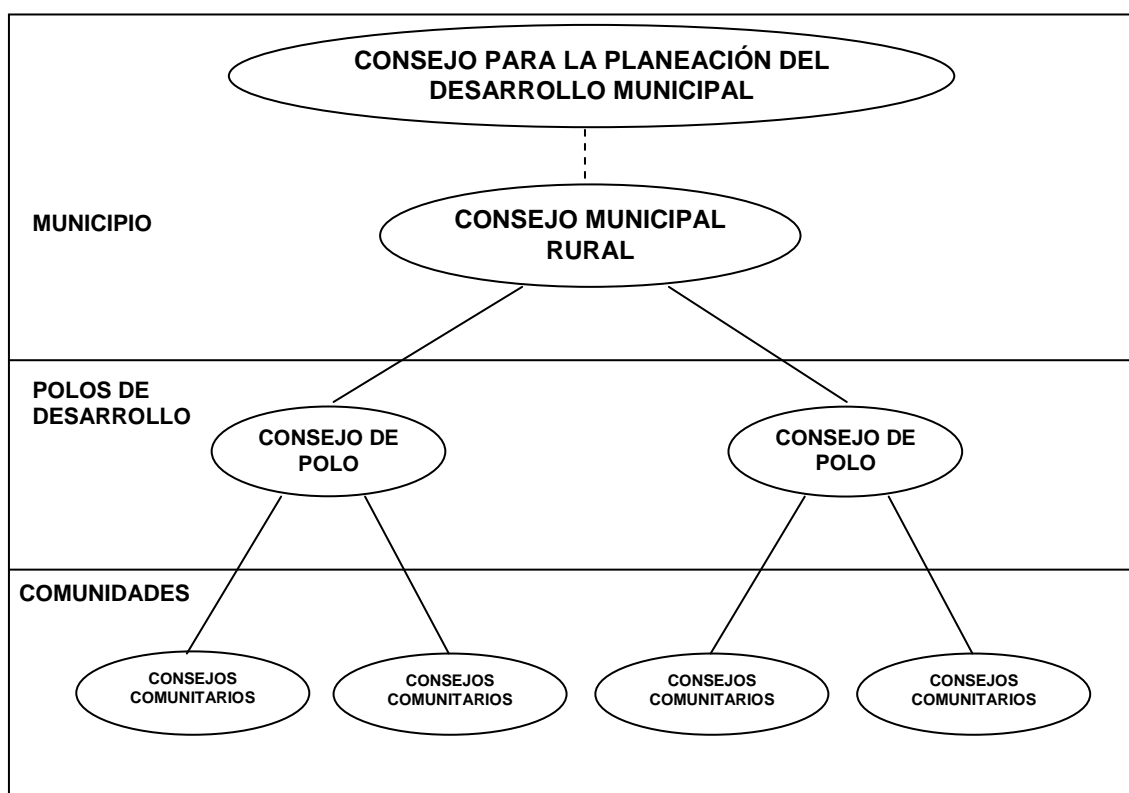 CONSEJO PARA LA PLANEACIÓN DEL
DESARROLLO MUNICIPAL
MUNICIPIO
CONSEJO MUNICIPAL
RURAL
POLOS DE
DESARROLLO
CONSEJO DE
POLO
CONSEJO DE
POLO
COMUNIDADES
CONSEJOS
COMUNITARIOS
CONSEJOS
COMUNITARIOS
CONSEJOS
COMUNITARIOS
CONSEJOS
COMUNITARIOS